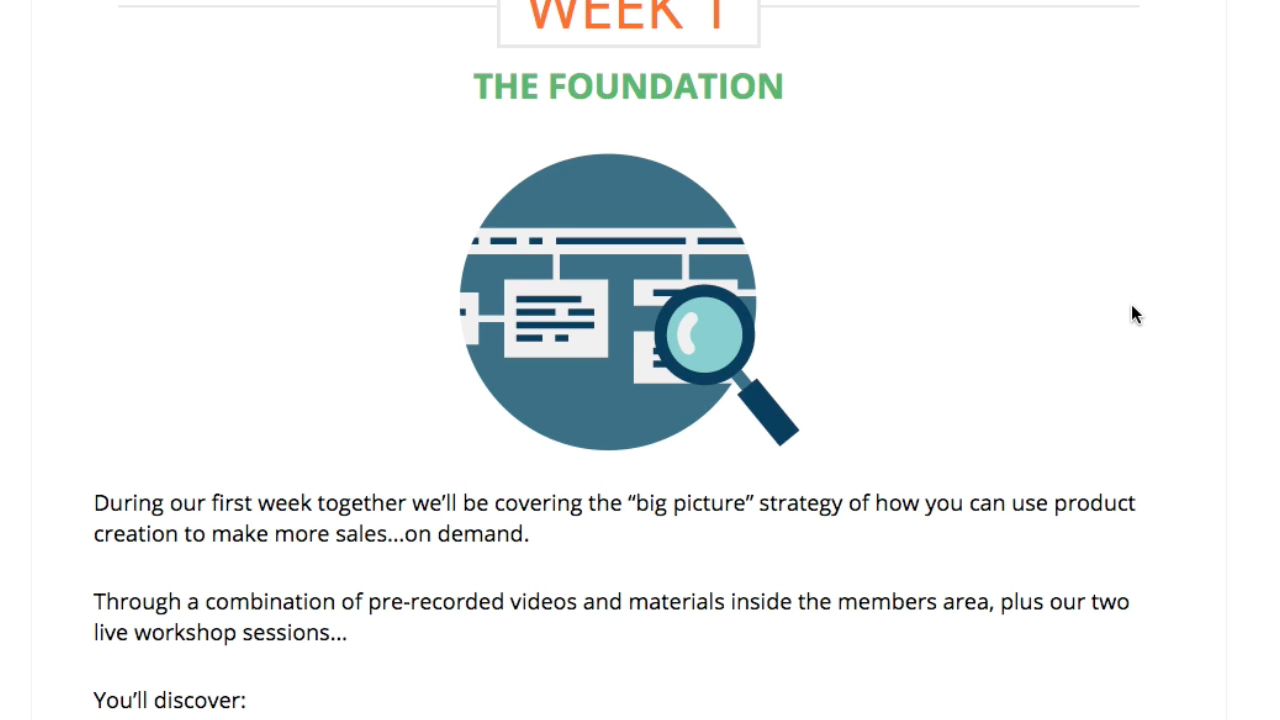 WEEK 1
THE FOUNDATION
During our first week together we’ll be covering the “big picture” strategy of how you can use product
creation to make more sales...on demand.
Through a combination of pre-recorded videos and materials inside the members area, plus our two
live workshop sessions...
You’ll discover: